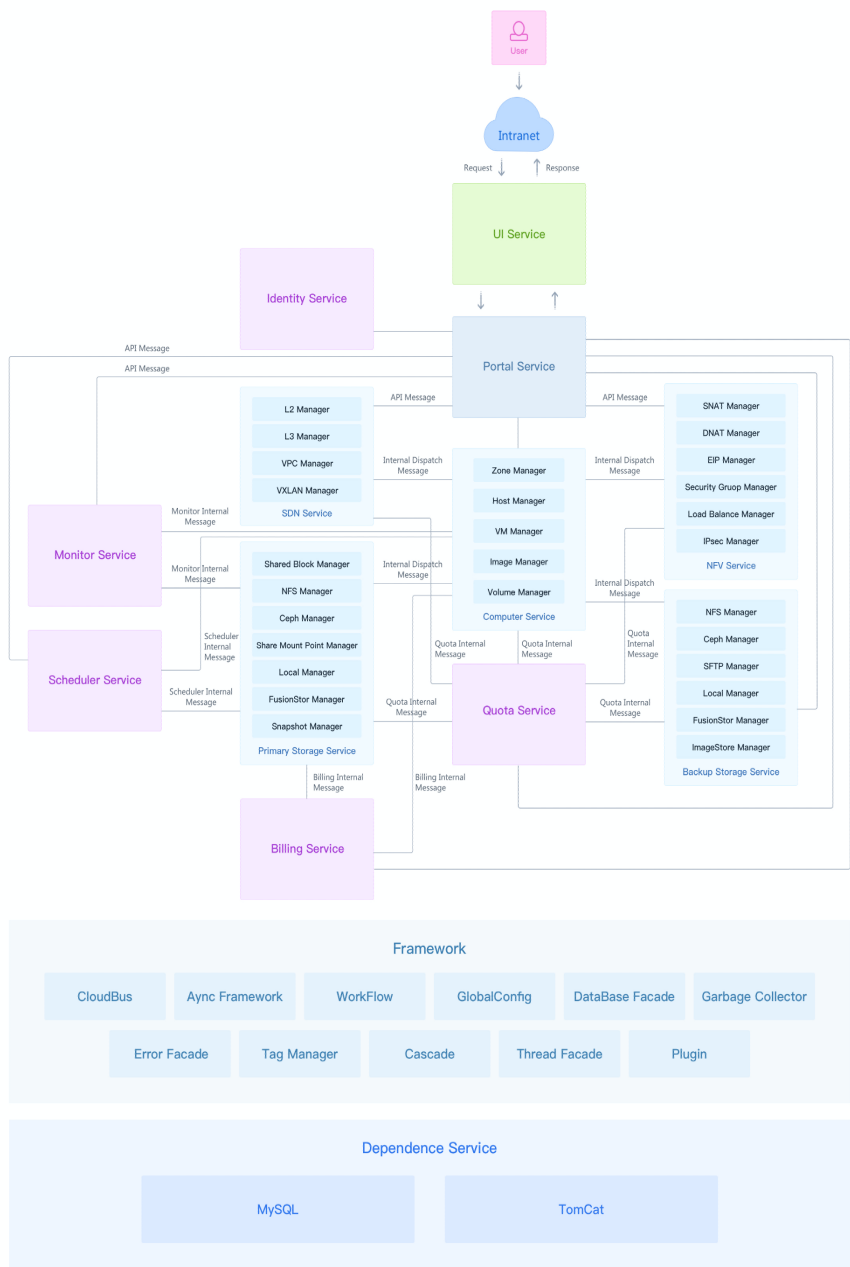 User
Intranet
Request
Response
UI Service
Identity Service
Portal Service
API Message
API Message
API Message
API Message
L2 Manager
L3 Manager
VPC Manager
VXLAN Manager
SDN Service
Internal Dispatch
Message
Internal Dispatch
Message
Zone Manager
Host Manager
VM Manager
Image Manager
Volume Manager
Computer Service
SNAT Manager
DNAT Manager
EIP Manager
Security Gruop Manager
Load Balance Manager
IPsec Manager
NFV Service
Monitor Service
Monitor Internal
Message
Monitor Internal
Message
Shared Block Manager
NFS Manager
Ceph Manager
Share Mount Point Manager
Local Manager
FusionStor Manager
Snapshot Manager
Primary Storage Service
Internal Dispatch
Message
Internal Dispatch
Message
NFS Manager
Ceph Manager
SFTP Manager
Local Manager
FusionStor Manager
ImageStore Manager
Backup Storage Service
Scheduler Service
Scheduler
Internal
Message
Scheduler Internal
Message
Quota Internal
Message
Quota Internal
Message
Quota
Internal
Message
Quota Internal
Message
Quota Internal
Message
Quota Service
Billing Internal
Message
Billing Internal
Message
Billing Service
Framework
CloudBus
Aync Framework
WorkFlow
GlobalConfig
DataBase Facade
Garbage Collector
Error Facade
Tag Manager
Cascade
Thread Facade
Plugin
Dependence Service
MySQL
TomCat